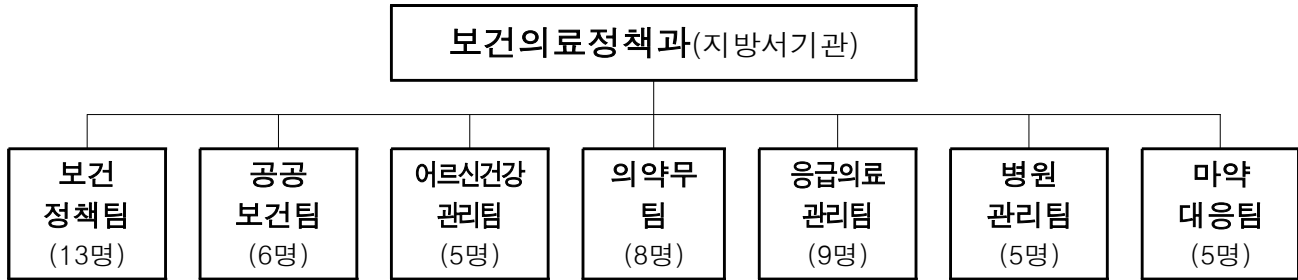 보건의료정책과(지방서기관)
보건
정책팀
(13명)
공공
보건팀
(6명)
어르신건강
관리팀
(5명)
의약무
팀
(8명)
응급의료
관리팀
(9명)
병원
관리팀
(5명)
마약
대응팀
(5명)